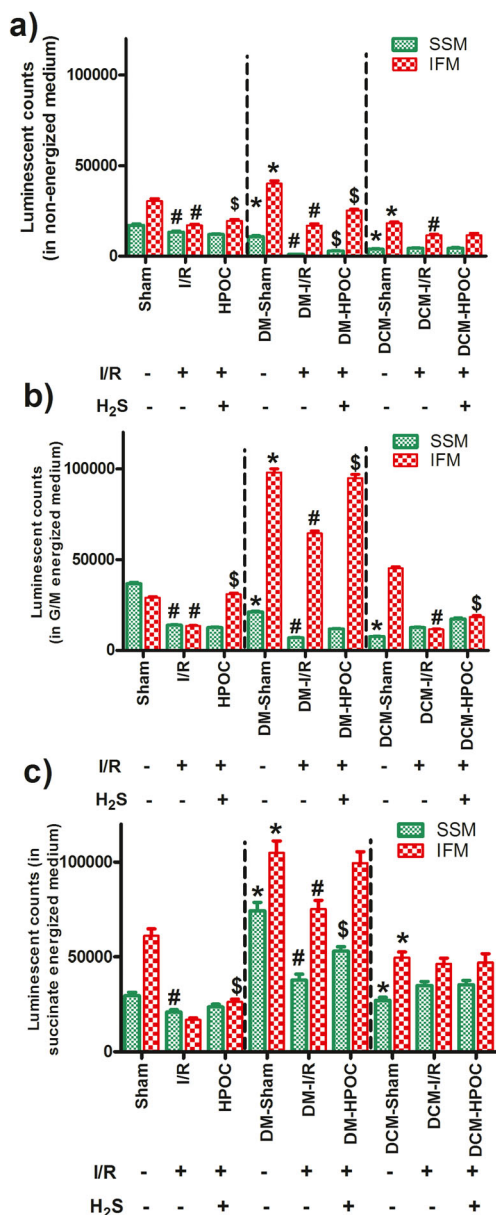 a)
SSM
IFM
Luminescent counts
(in non-energized medium)
100000
50000
0
* * # # $ * * # # $ $ * * #
Sham I/R HPOC DM-Sham DM-I/R DM-HPOC DCM-Sham DCM-I/R DCM-HPOC
I/R - + + - + + - + +
H₂S - - + - - + - - +
b)
SSM
IFM
Luminescent counts
(in G/M energized medium)
100000
50000
0
# # $ * * # # $ * # $
Sham I/R HPOC DM-Sham DM-I/R DM-HPOC DCM-Sham DCM-I/R DCM-HPOC
I/R - + + - + + - + +
H₂S - - + - - + - - +
c)
SSM
IFM
Luminescent counts (in
succinate energized medium)
100000
50000
0
# $ * * # # $ * *
Sham I/R HPOC DM-Sham DM-I/R DM-HPOC DCM-Sham DCM-I/R DCM-HPOC
I/R - + + - + + - + +
H₂S - - + - - + - - +